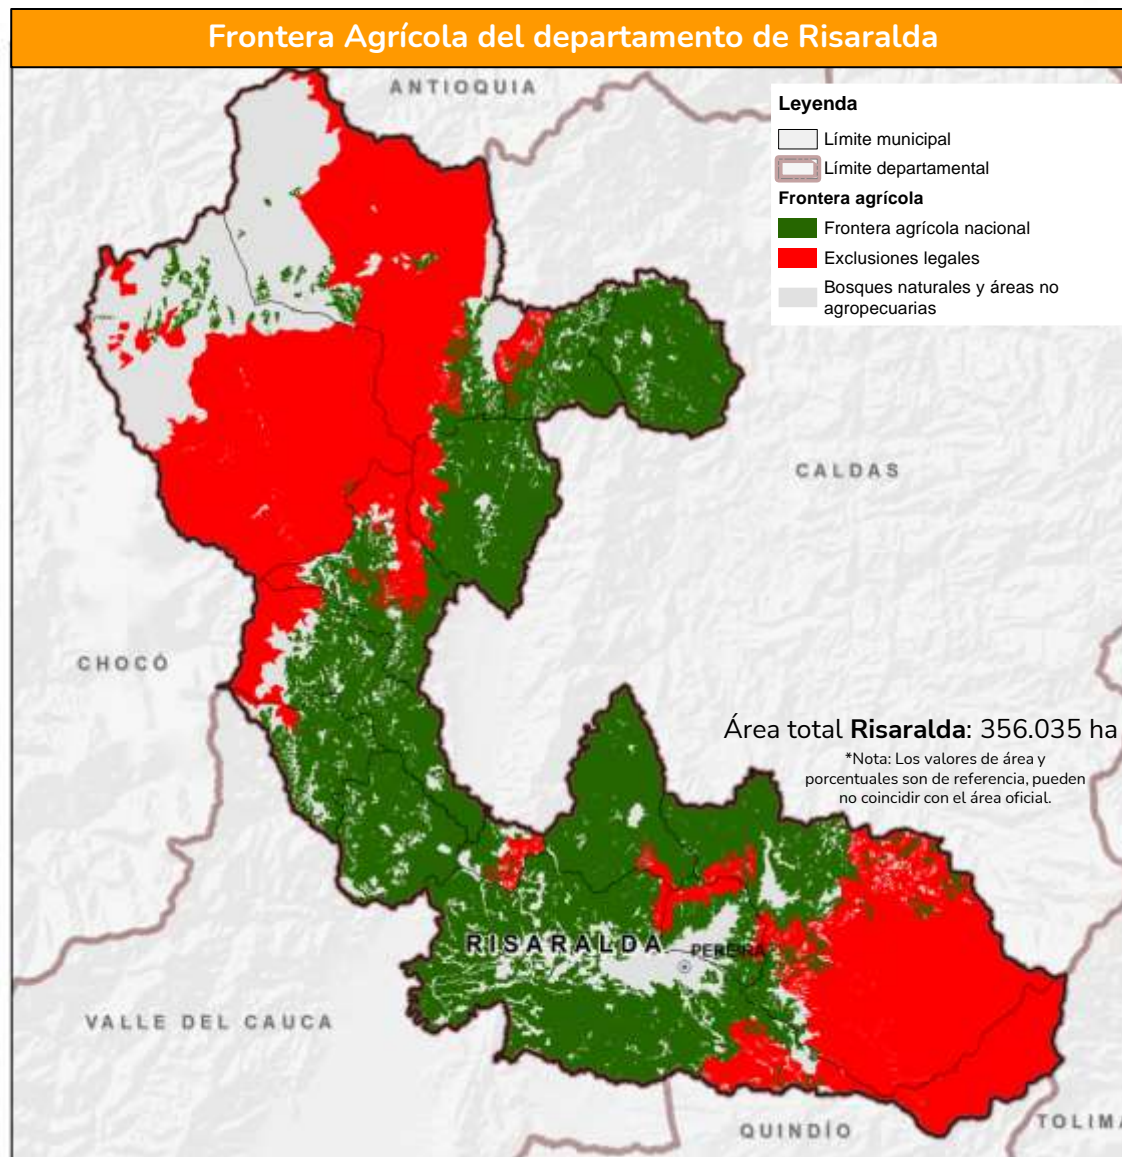 Frontera Agrícola del departamento de Risaralda
ANTIOQUIA
Leyenda
Límite municipal
Límite departamental
Frontera agrícola
Frontera agrícola nacional
Exclusiones legales
Bosques naturales y áreas no
agropecuarias
CALDAS
CHOCÓ
Área total Risaralda: 356.035 ha
*Nota: Los valores de área y
porcentuales son de referencia, pueden
no coincidir con el área oficial.
RISARALDA
PEREIRA
VALLE DEL CAUCA
QUINDÍO
TOLIMA